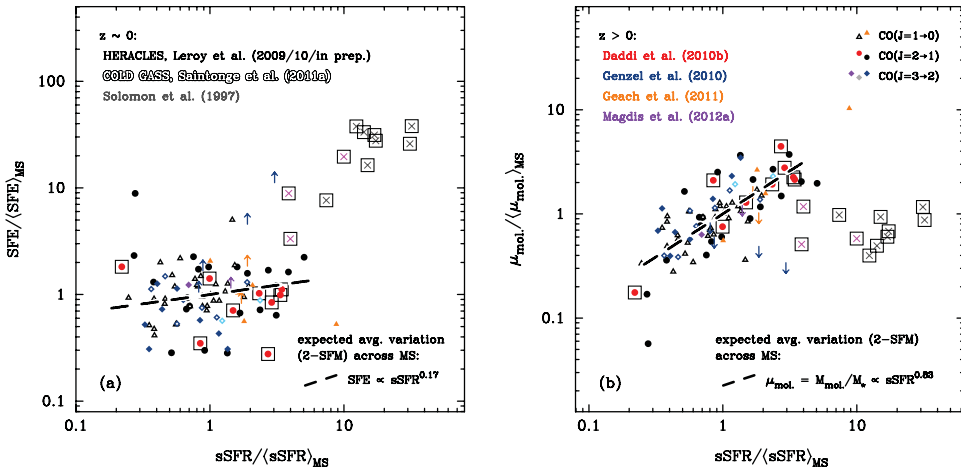 z ~ 0:
HERACLES, Leroy et al. (2009/10/in prep.)
COLD GASS, Saintonge et al. (2011a)
Solomon et al. (1997)
SFE/⟨SFE⟩MS
500
100
10
1
0.1
expected avg. variation
(2-SFM) across MS:
SFE ∝ sSFR^0.17
(a)
0.1
1
10
sSFR/⟨sSFR⟩MS
z > 0:
Daddi et al. (2010b)
Genzel et al. (2010)
Geach et al. (2011)
Magdis et al. (2012a)
CO(J=1→0)
CO(J=2→1)
CO(J=3→2)
μmol./⟨μmol.⟩MS
10
1
0.1
expected avg. variation (2-SFM)
across MS:
μmol. = Mmol./M⋆ ∝ sSFR^0.83
(b)
0.1
1
10
sSFR/⟨sSFR⟩MS